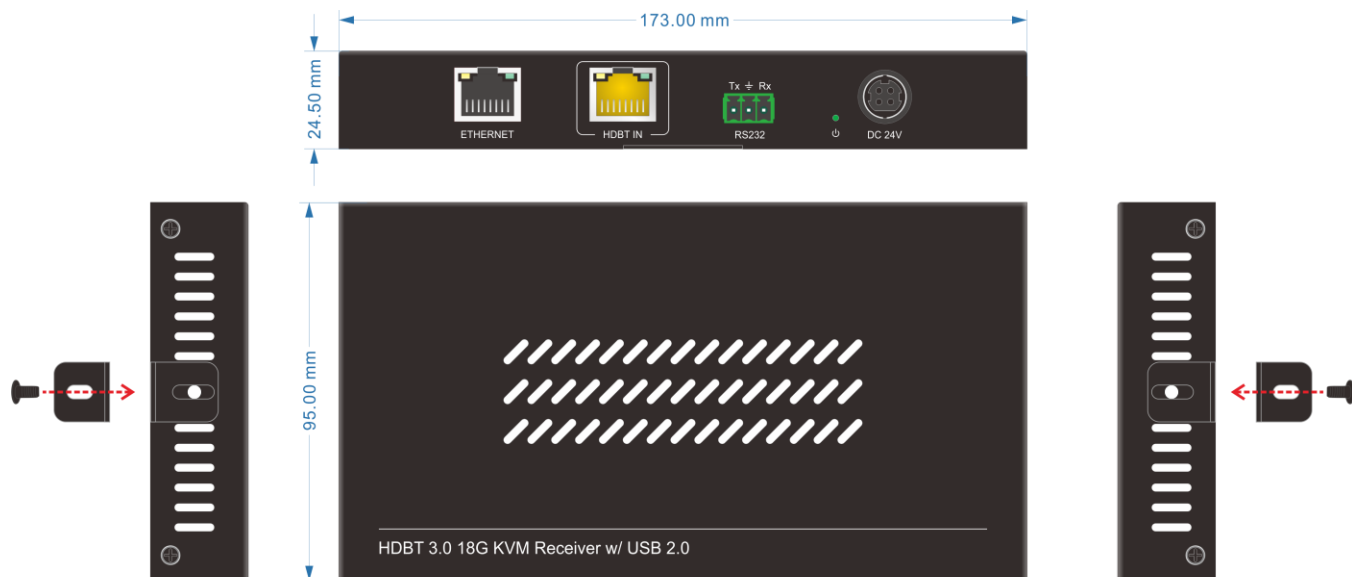 173.00 mm
24.50 mm
Tx Rx
ETHERNET
HDBT IN
RS232
DC 24V
95.00 mm
HDBT 3.0 18G KVM Receiver w/ USB 2.0